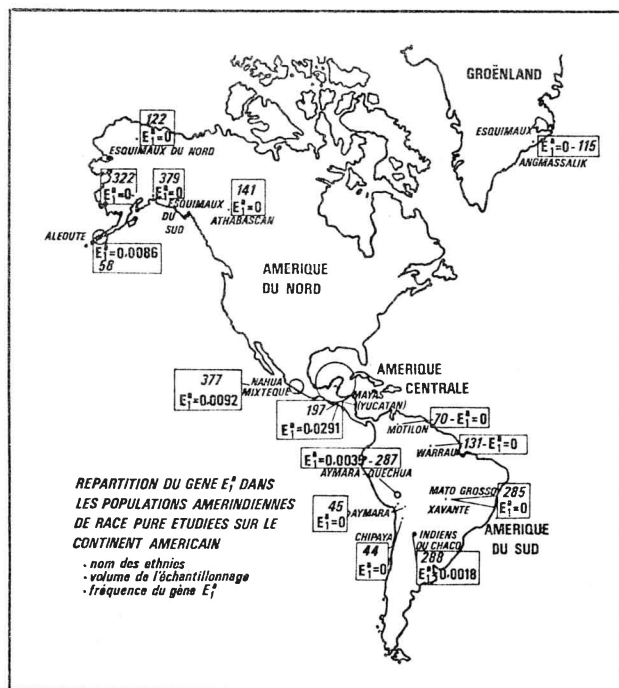 GROËNLAND
122
E₁ᵃ=0
ESQUIMAUX DU NORD
ESQUIMAUX
E₁ᵃ=0-115
ANGMASSALIK
322
E₁ᵃ=0-
379
E₁ᵃ=0
ESQUIMAUX
DU
SUD
141
E₁ᵃ=0
ATHABASCAN
ALEOUTE
E₁ᵃ=0,0086
58
AMÉRIQUE
DU NORD
377
E₁ᵃ=0,0092
NAHUA
MIXTEQUE
AMERIQUE
CENTRALE
197
E₁ᵃ=0,0291
MAYAS
(YUCATAN)
MOTILON
70-E₁ᵃ=0
WARRAU
131-E₁ᵃ=0
E₁ᵃ=0,0035-287
AYMARA-QUECHUA
MATO GROSSO
XAVANTE
285
E₁ᵃ=0
AMERIQUE
DU SUD
45
E₁ᵃ=0
AYMARA
CHIPAYA
44
E₁ᵃ=0
INDIENS
DU CHACO
288
E₁ᵃ=0,0018
REPARTITION DU GENE E₁ᵃ DANS
LES POPULATIONS AMERINDIENNES
DE RACE PURE ETUDIEES SUR LE
CONTINENT AMERICAIN
• nom des ethnies
• volume de l'échantillonnage
• fréquence du gène E₁ᵃ